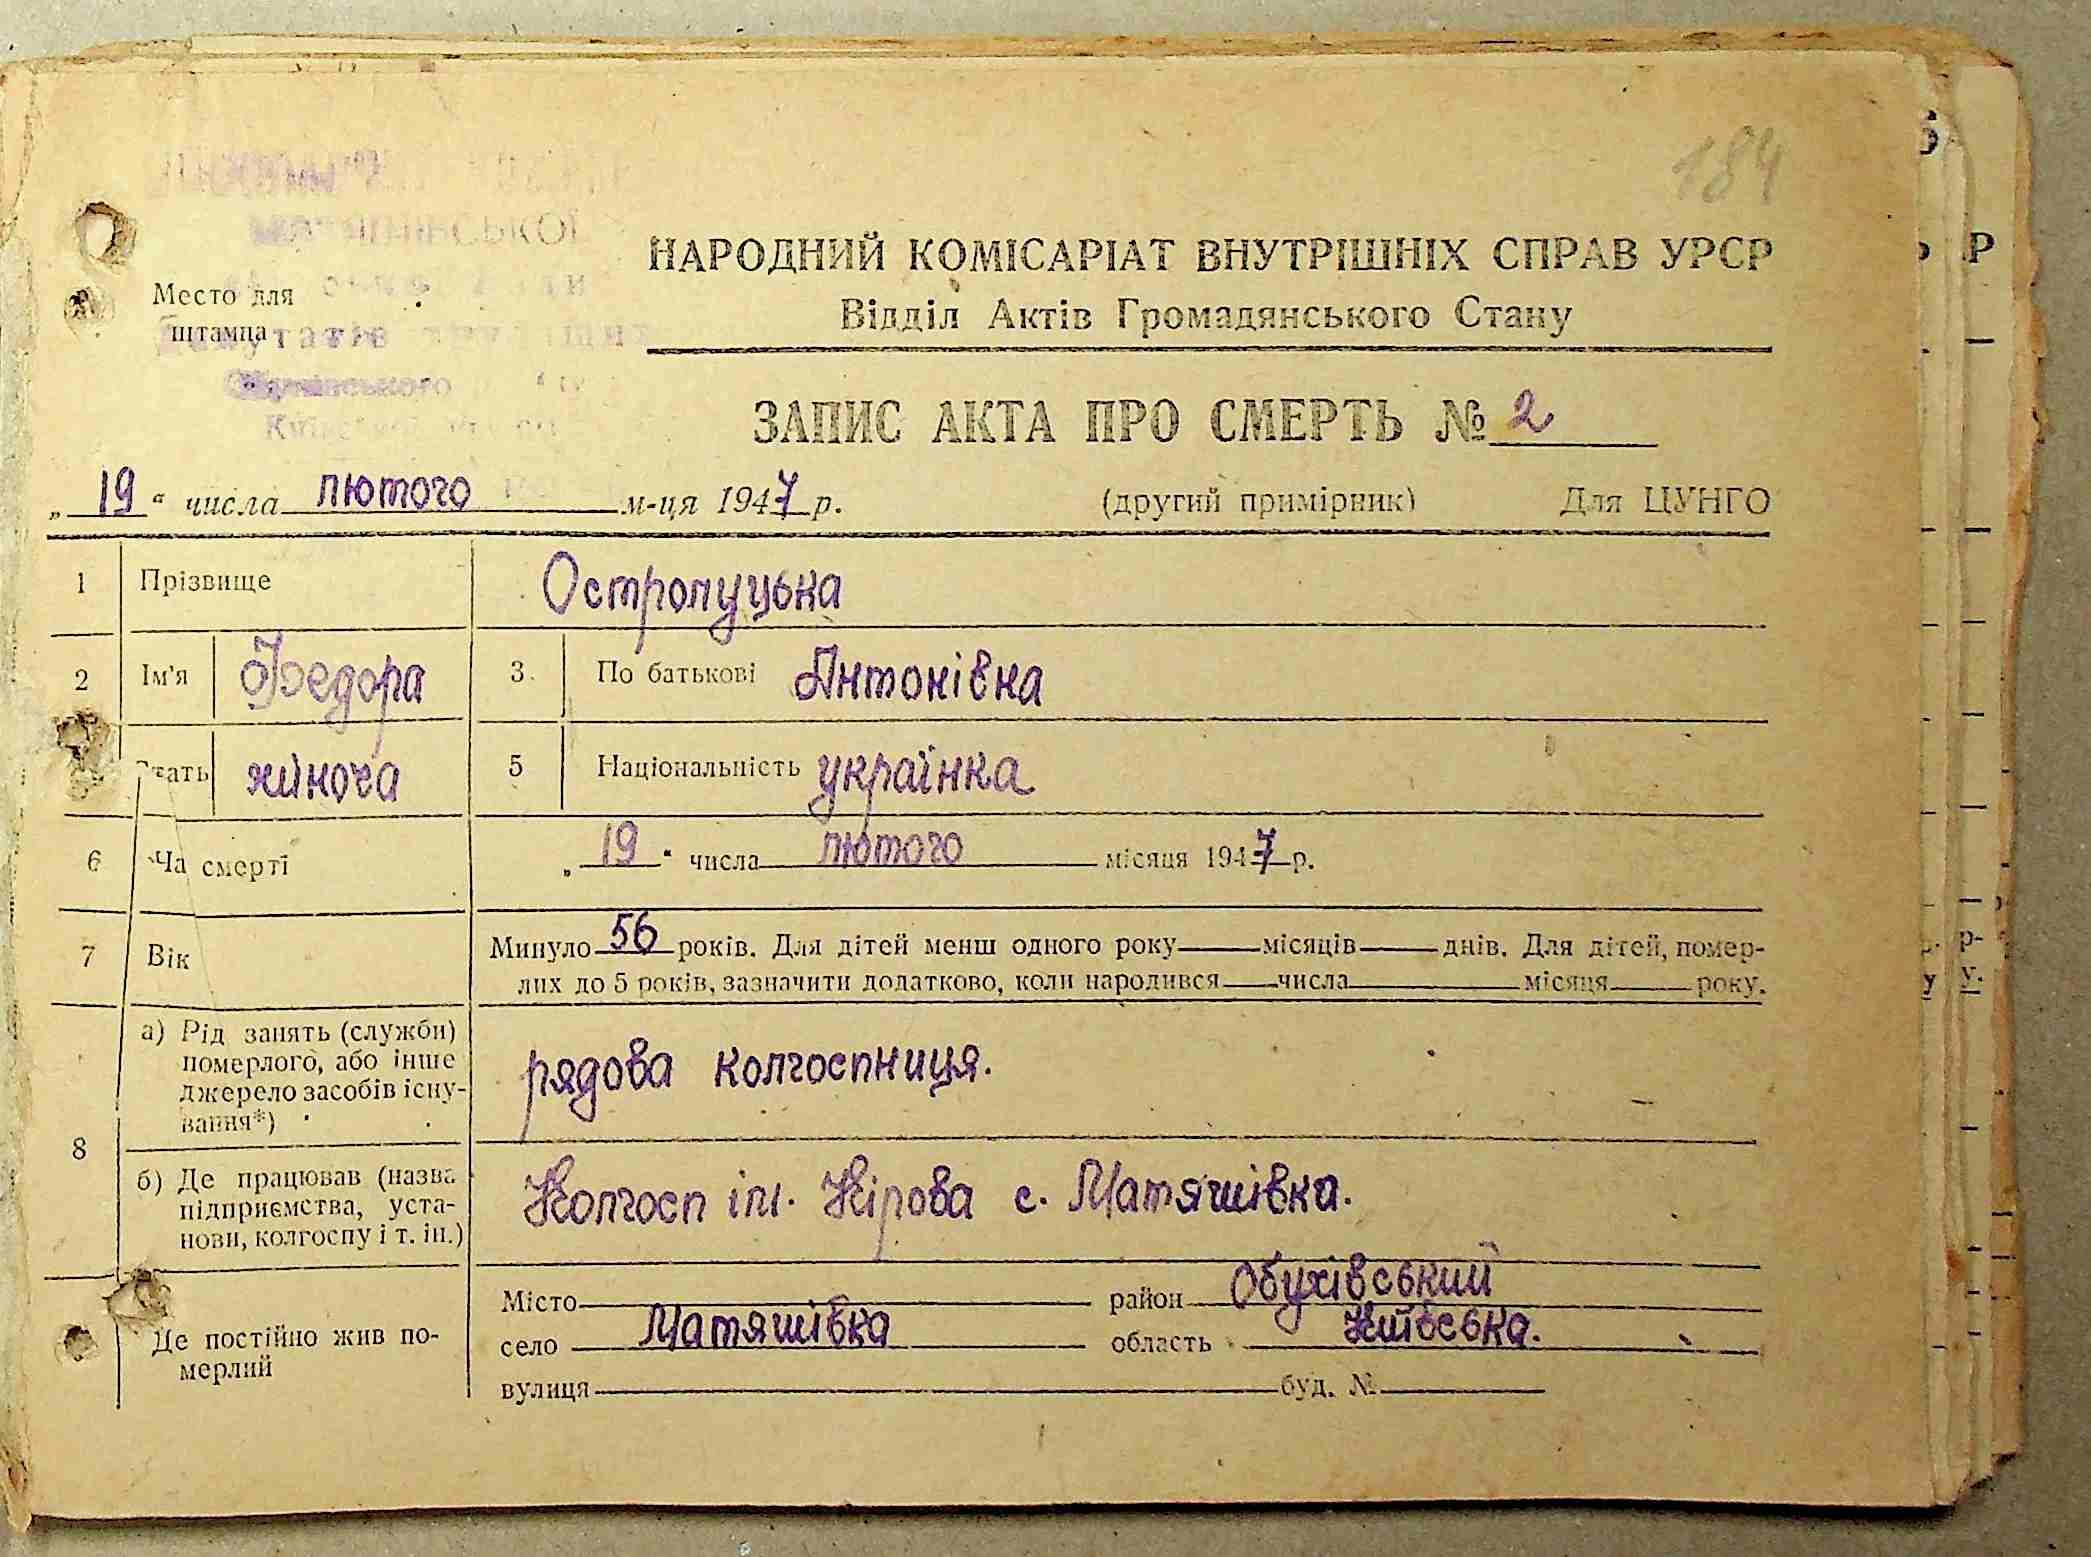 184
НАРОДНИЙ КОМІСАРІАТ ВНУТРІШНІХ СПРАВ УРСР
Відділ Актів Громадянського Стану
Место для
штампа
ЗАПИС АКТА ПРО СМЕРТЬ № 2
„19“ числа лютого м-ця 1947 р. (другий примірник) Для ЦУНГО
1 Прізвище Остролуцька
2 Ім'я Федора 3. По батькові Антонівна
тать жіноча 5 Національність українка
6 Ча смерті „19“ числа лютого місяця 1947 р.
7 Вік Минуло 56 років. Для дітей менш одного року місяців днів. Для дітей, помер-
лих до 5 років, зазначити додатково, коли народився числа місяця року.
8 а) Рід занять (служби)
померлого, або інше
джерело засобів існу-
вання*)
рядова колгоспниця.
б) Де працював (назва
підприємства, уста-
нови, колгоспу і т. ін.)
Колгосп ім. Кірова с. Матяшівка.
Де постійно жив по-
мерлий
Місто район Обухівський
село Матяшівка область Київська.
вулиця буд. №